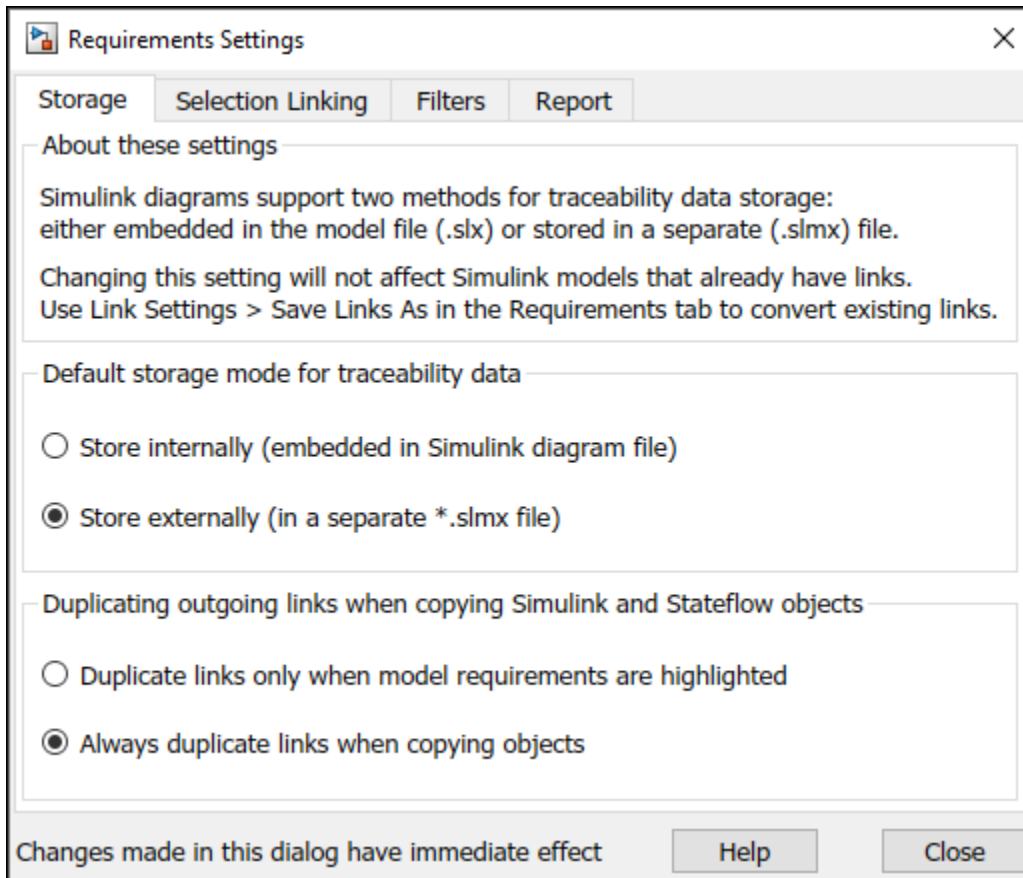 Requirements Settings
Storage Selection Linking Filters Report
About these settings
Simulink diagrams support two methods for traceability data storage:
either embedded in the model file (.slx) or stored in a separate (.slmx) file.
Changing this setting will not affect Simulink models that already have links.
Use Link Settings > Save Links As in the Requirements tab to convert existing links.
Default storage mode for traceability data
Store internally (embedded in Simulink diagram file)
Store externally (in a separate *.slmx file)
Duplicating outgoing links when copying Simulink and Stateflow objects
Duplicate links only when model requirements are highlighted
Always duplicate links when copying objects
Changes made in this dialog have immediate effect Help Close